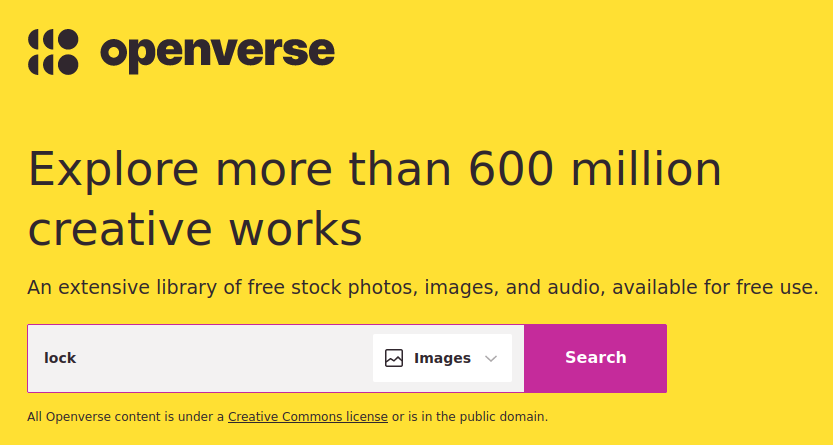 openverse
Explore more than 600 million
creative works
An extensive library of free stock photos, images, and audio, available for free use.
lock Images Search
All Openverse content is under a Creative Commons license or is in the public domain.